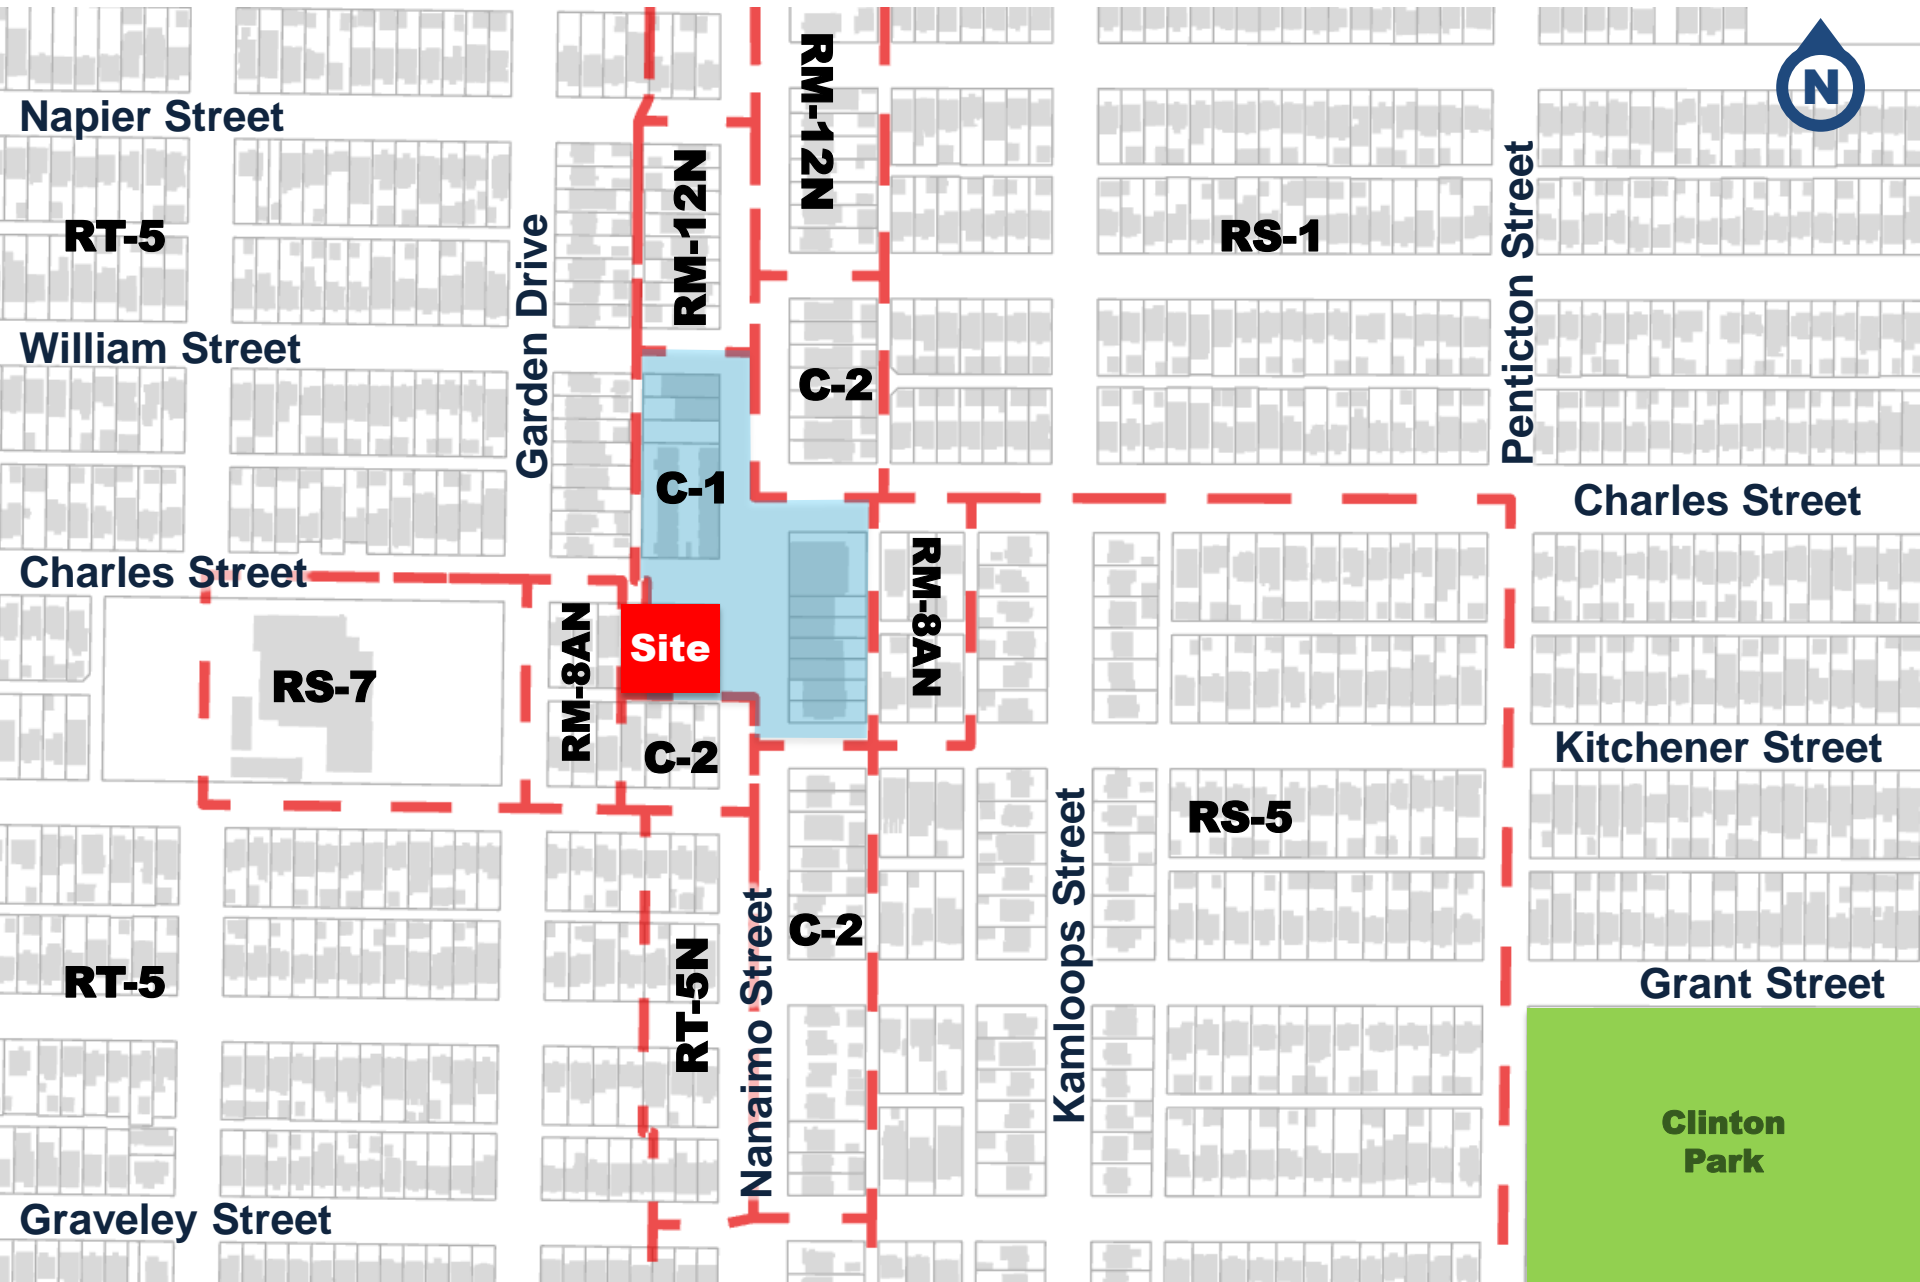 RM-12N
N
Napier Street
RM-12N
Penticton Street
RT-5
RS-1
Garden Drive
William Street
C-2
C-1
Charles Street
Charles Street
RM-8AN
RM-8AN
Site
RS-7
C-2
Kitchener Street
Kamloops Street
RS-5
Nanaimo Street
C-2
RT-5N
RT-5
Grant Street
Clinton
Park
Graveley Street